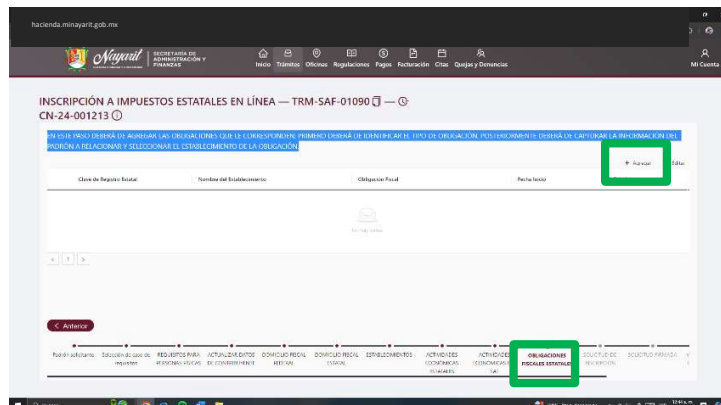 hacienda.minayarit.gob.mx
Nayarit
SECRETARÍA DE
ADMINISTRACIÓN Y
FINANZAS
Inicio Trámites Oficinas Regulaciones Pagos Facturación Citas Quejas y Denuncias
Mi Cuenta
INSCRIPCIÓN A IMPUESTOS ESTATALES EN LÍNEA — TRM-SAF-01090
CN-24-001213
EN ESTE PASO DEBERÁ DE AGREGAR LAS OBLIGACIONES QUE LE CORRESPONDEN; PRIMERO DEBERÁ DE IDENTIFICAR EL TIPO DE OBLIGACIÓN, POSTERIORMENTE DEBERÁ DE CAPTURAR LA INFORMACIÓN DEL
PADRÓN A RELACIONAR Y SELECCIONAR EL ESTABLECIMIENTO DE LA OBLIGACIÓN.
+ Agregar Editar
Clave de Registro Estatal Nombre del Establecimiento Obligación Fiscal Fecha Inicio
No hay datos
< 1 >
< Anterior
Padrón solicitante Selección de caso de REQUISITOS PARA ACTUALIZAR DATOS DOMICILIO FISCAL DOMICILIO FISCAL ESTABLECIMIENTOS ACTIVIDADES ACTIVIDADES OBLIGACIONES SOLICITUD DE SOLICITUD FIRMADA
requisitos PERSONAS FÍSICAS DE CONTRIBUYENTE FEDERAL ESTATAL ECONÓMICAS ECONÓMICAS FISCALES ESTATALES INSCRIPCIÓN
ESTATALES SAT